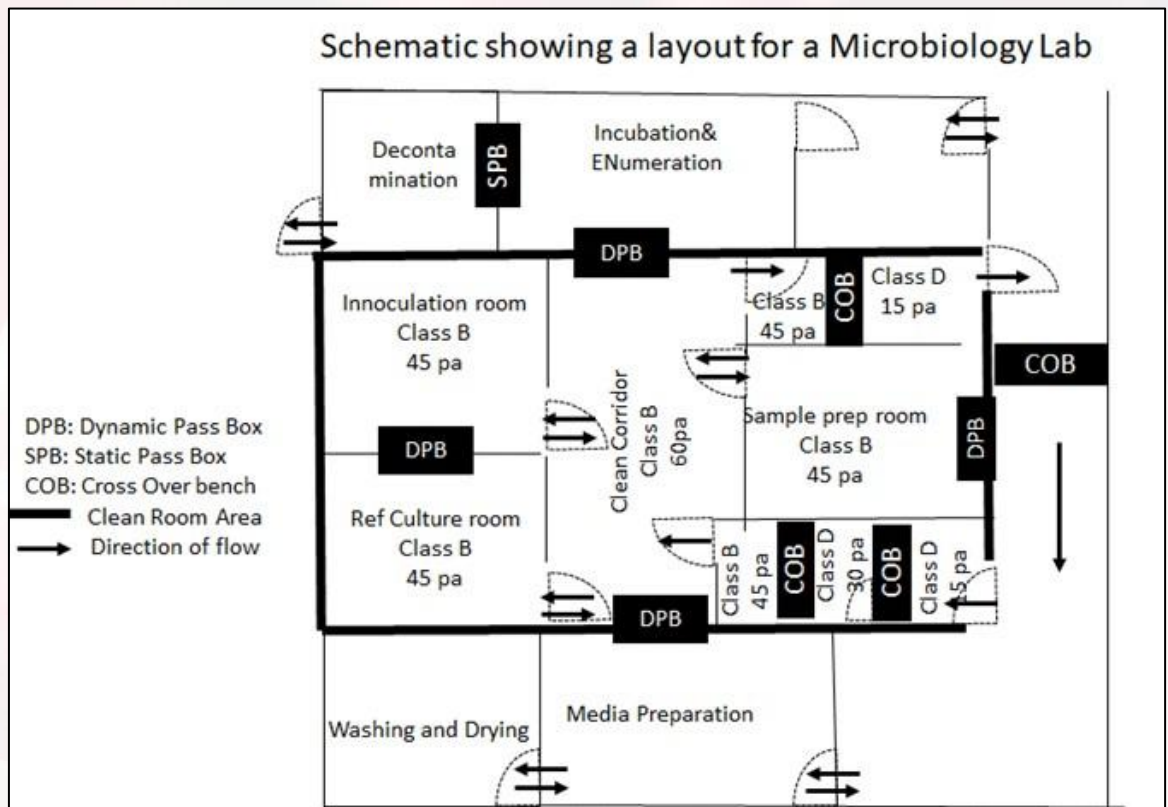 Schematic showing a layout for a Microbiology Lab
Deconta
mination
SPB
Incubation&
ENumeration
DPB
Innoculation room
Class B
45 pa
Class B
45 pa
COB
Class D
15 pa
COB
Clean Corridor
Class B
60pa
Sample prep room
Class B
45 pa
DPB
DPB
DPB: Dynamic Pass Box
SPB: Static Pass Box
COB: Cross Over bench
Clean Room Area
Direction of flow
Ref Culture room
Class B
45 pa
Class B
45 pa
COB
Class D
30 pa
COB
Class D
15 pa
DPB
Washing and Drying
Media Preparation